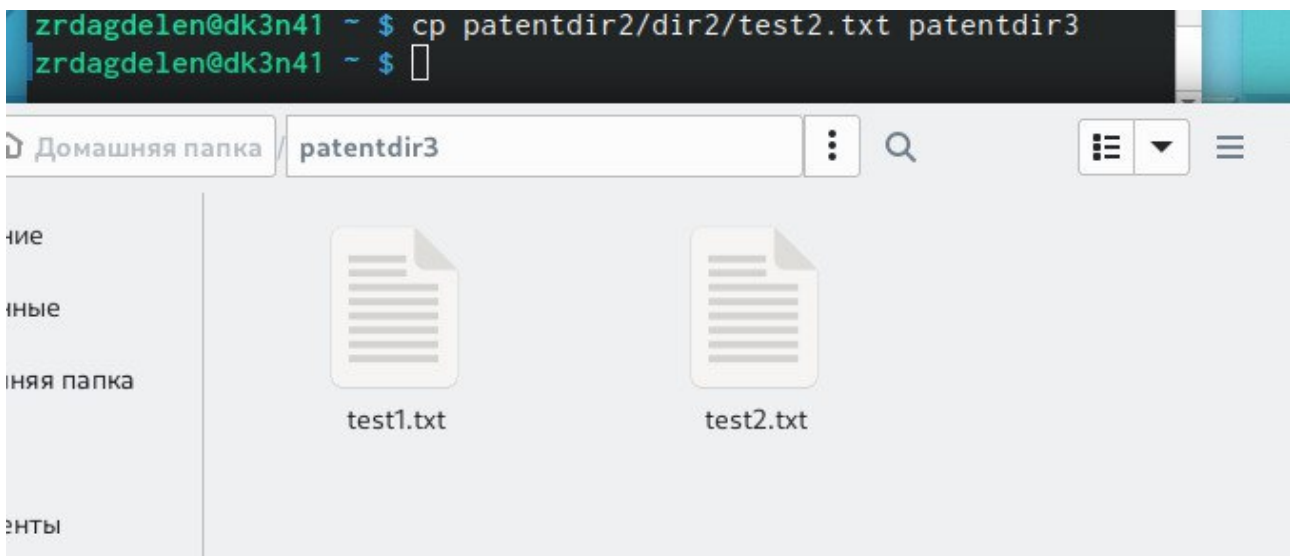 zrdagdelen@dk3n41 ~ $ cp patentdir2/dir2/test2.txt patentdir3
zrdagdelen@dk3n41 ~ $
Домашняя папка / patentdir3
ние
нные
няя папка
test1.txt test2.txt
енты